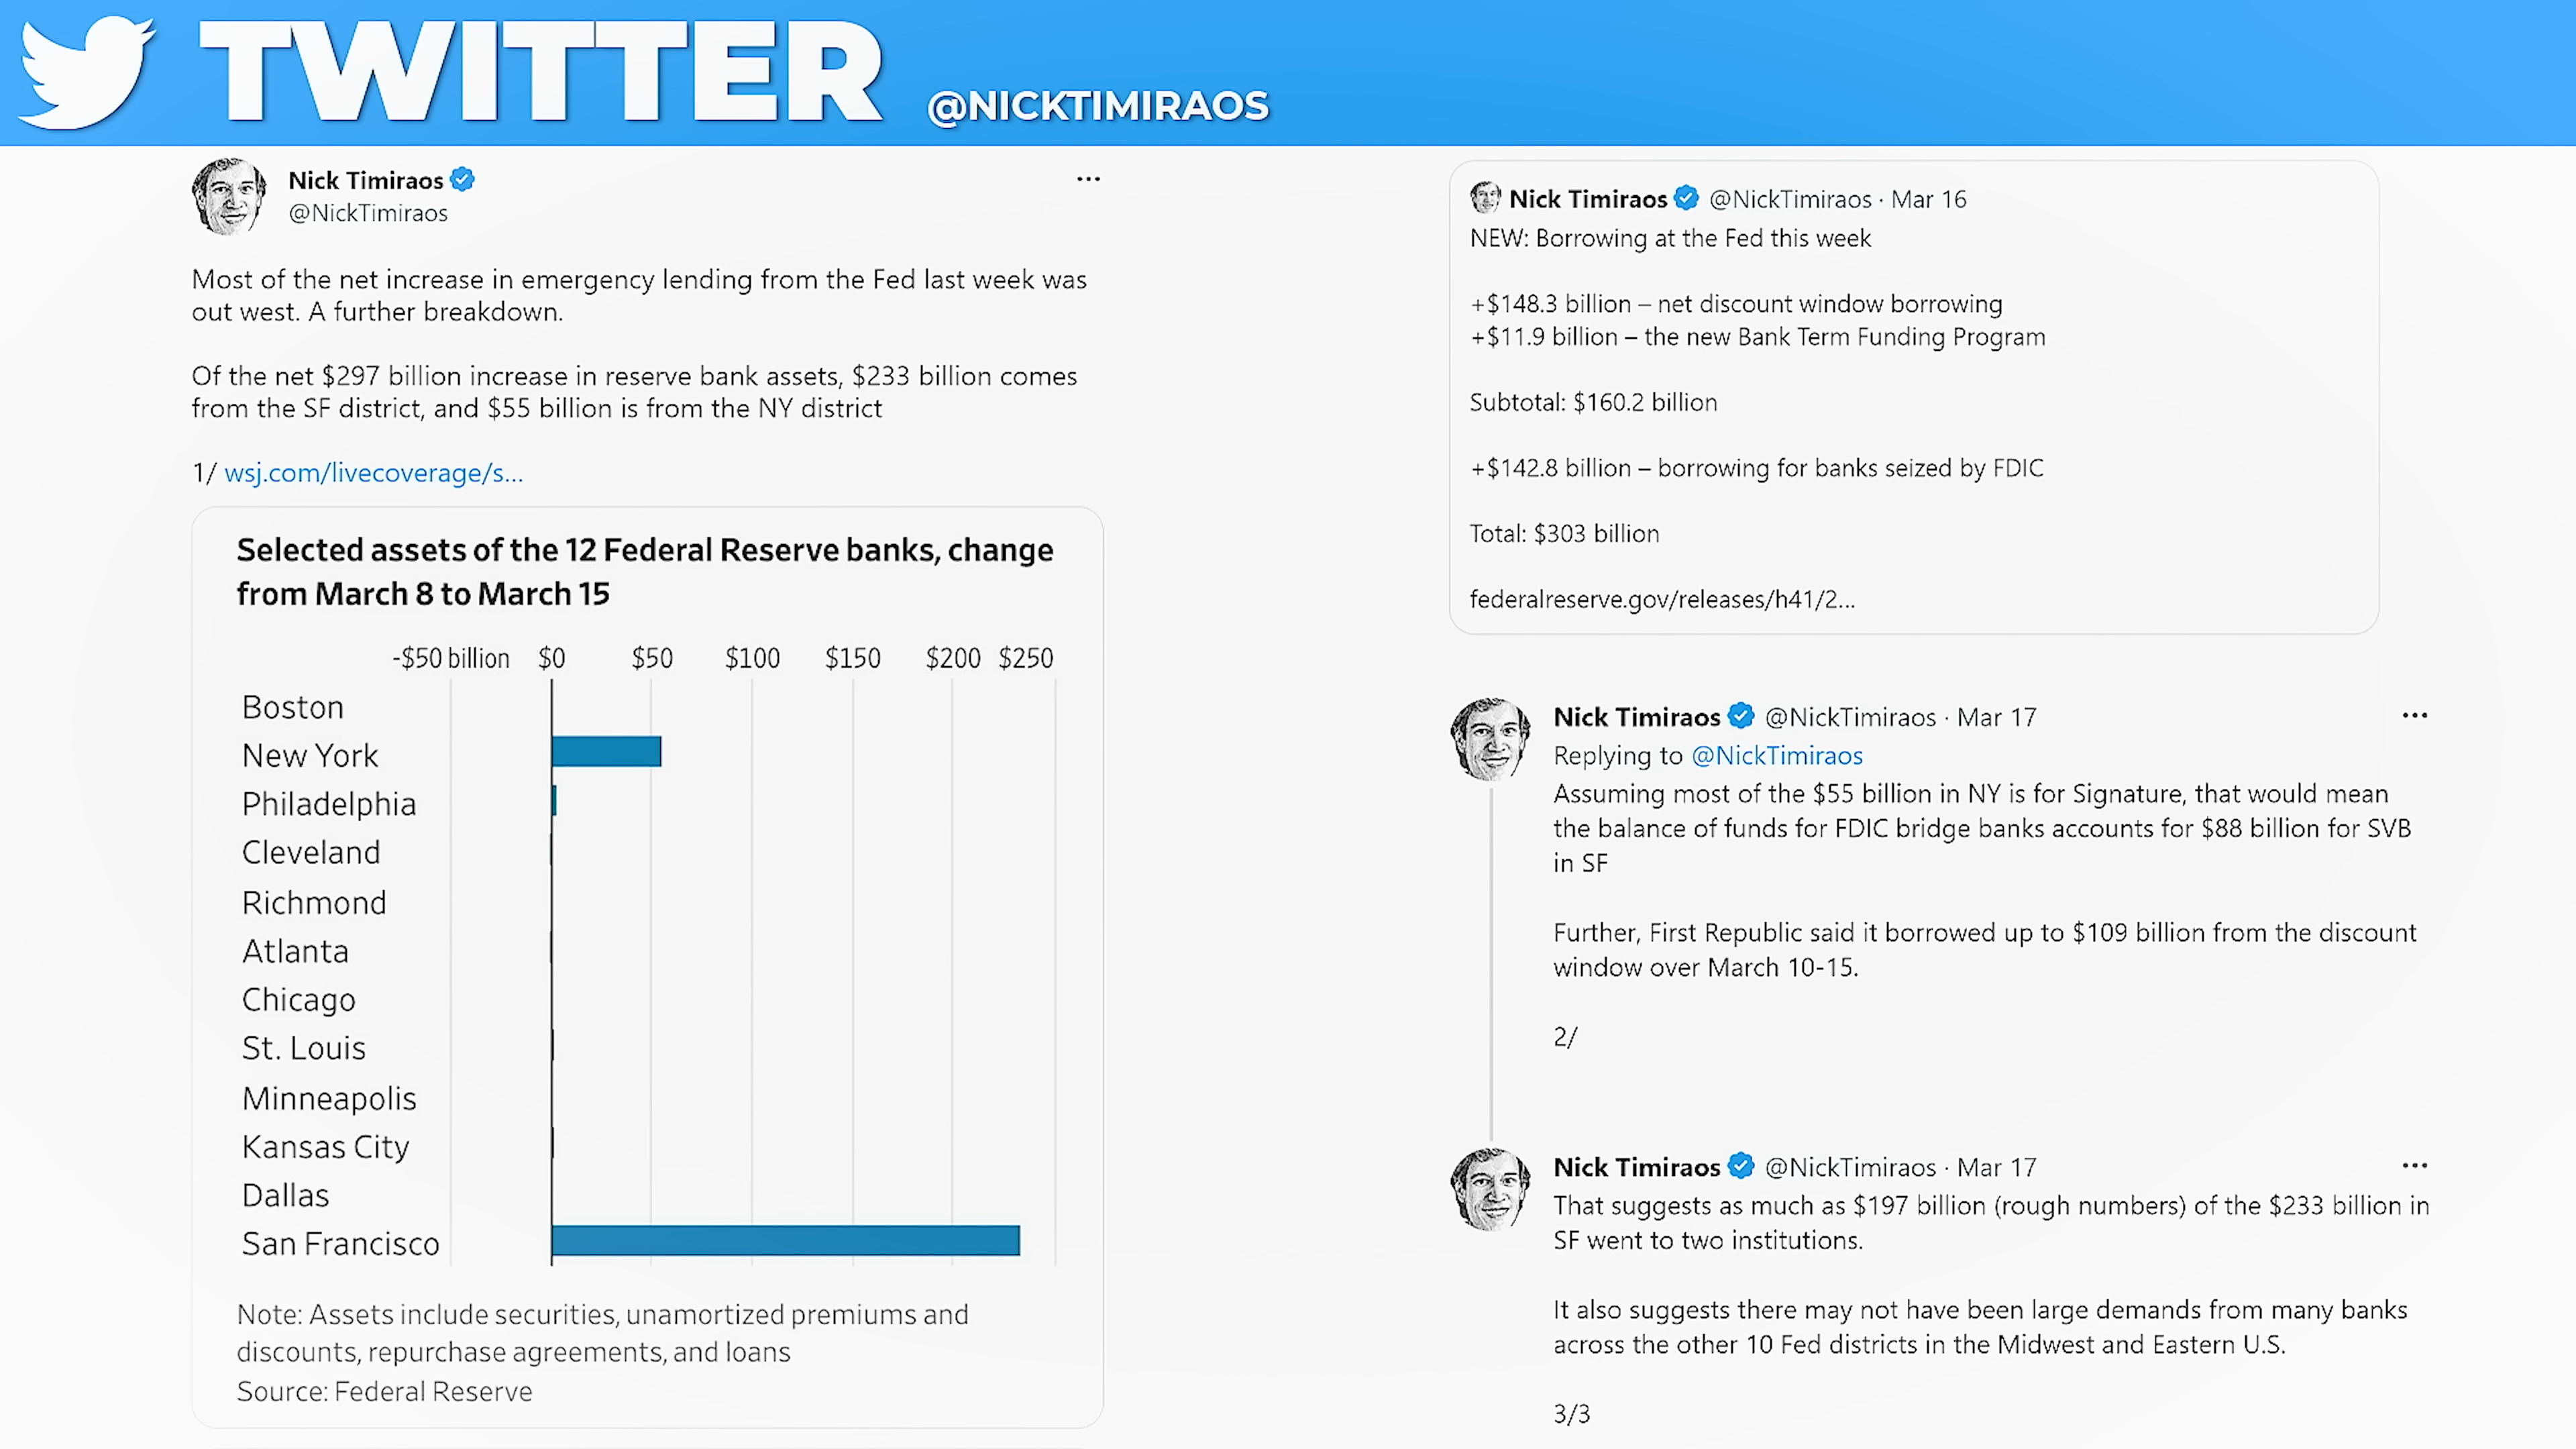 TWITTER @NICKTIMIRAOS
Nick Timiraos
@NickTimiraos
Most of the net increase in emergency lending from the Fed last week was
out west. A further breakdown.
Of the net $297 billion increase in reserve bank assets, $233 billion comes
from the SF district, and $55 billion is from the NY district
1/ wsj.com/livecoverage/s...
Selected assets of the 12 Federal Reserve banks, change
from March 8 to March 15
-$50 billion $0 $50 $100 $150 $200 $250
Boston
New York
Philadelphia
Cleveland
Richmond
Atlanta
Chicago
St. Louis
Minneapolis
Kansas City
Dallas
San Francisco
Note: Assets include securities, unamortized premiums and
discounts, repurchase agreements, and loans
Source: Federal Reserve
Nick Timiraos @NickTimiraos · Mar 16
NEW: Borrowing at the Fed this week
+$148.3 billion – net discount window borrowing
+$11.9 billion – the new Bank Term Funding Program
Subtotal: $160.2 billion
+$142.8 billion – borrowing for banks seized by FDIC
Total: $303 billion
federalreserve.gov/releases/h41/2...
Nick Timiraos @NickTimiraos · Mar 17
Replying to @NickTimiraos
Assuming most of the $55 billion in NY is for Signature, that would mean
the balance of funds for FDIC bridge banks accounts for $88 billion for SVB
in SF
Further, First Republic said it borrowed up to $109 billion from the discount
window over March 10-15.
2/
Nick Timiraos @NickTimiraos · Mar 17
That suggests as much as $197 billion (rough numbers) of the $233 billion in
SF went to two institutions.
It also suggests there may not have been large demands from many banks
across the other 10 Fed districts in the Midwest and Eastern U.S.
3/3